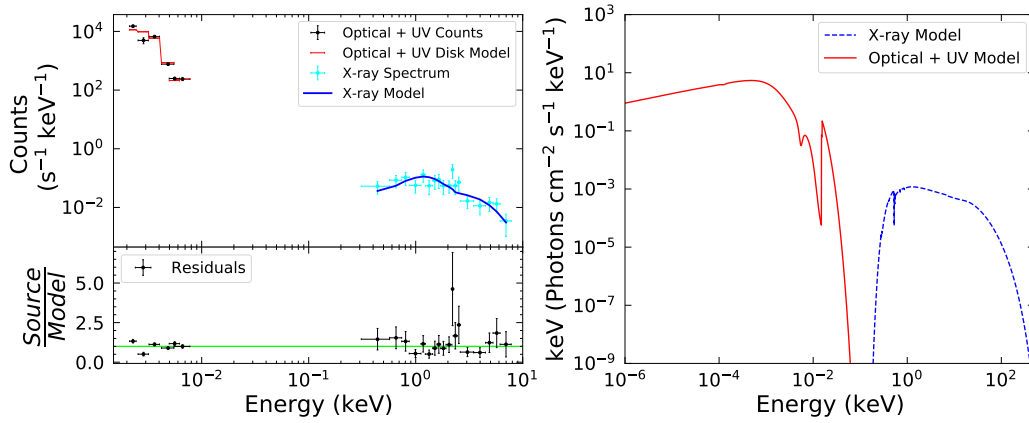 10^4
10^2
10^0
10^-2
Counts
(s^-1 keV^-1)
Optical + UV Counts
Optical + UV Disk Model
X-ray Spectrum
X-ray Model
5.0
2.5
0.0
Source
Model
Residuals
10^-2
10^-1
10^0
10^1
Energy (keV)
10^3
10^1
10^-1
10^-3
10^-5
10^-7
10^-9
keV (Photons cm^-2 s^-1 keV^-1)
X-ray Model
Optical + UV Model
10^-6
10^-4
10^-2
10^0
10^2
Energy (keV)